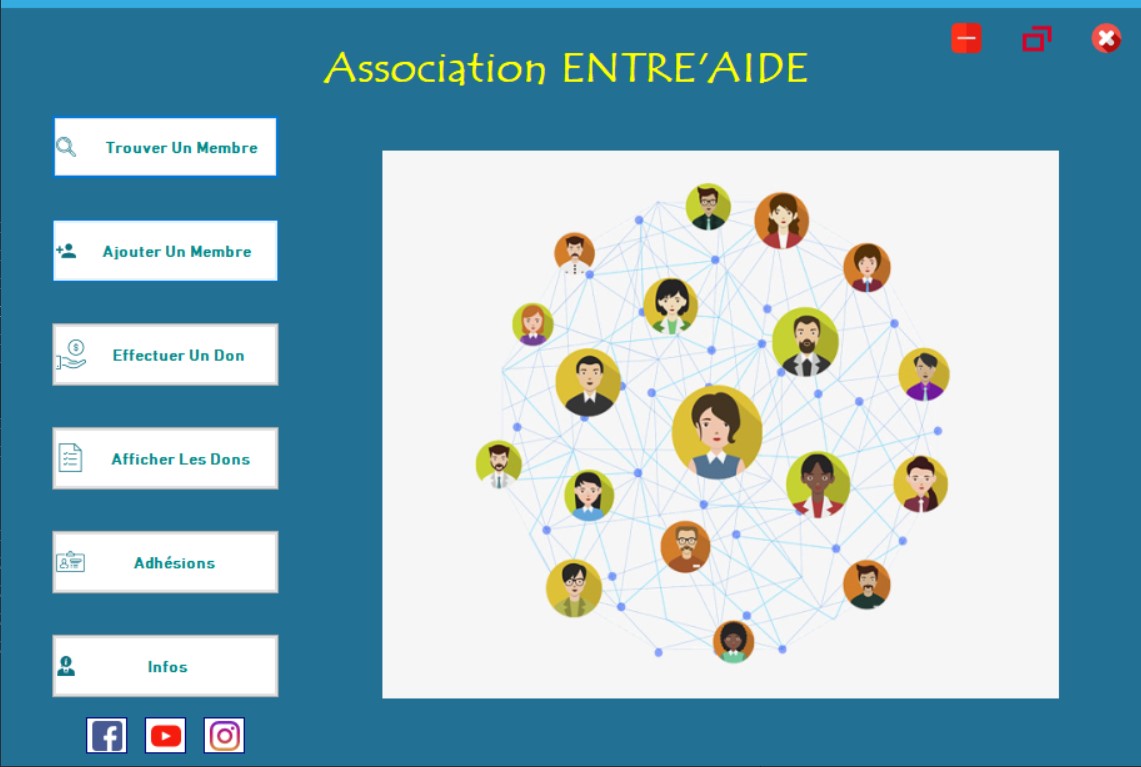 Association ENTRE'AIDE
Trouver Un Membre
Ajouter Un Membre
Effectuer Un Don
Afficher Les Dons
Adhésions
Infos